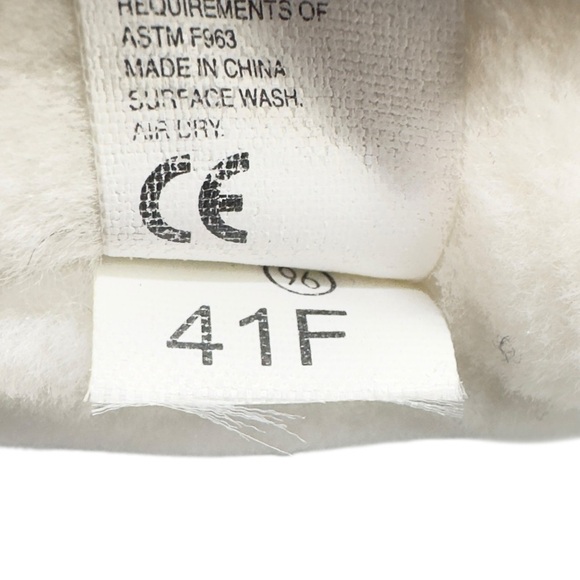 REQUIREMENTS OF
ASTM F963
MADE IN CHINA
SURFACE WASH.
AIR DRY.
CE
96
41F